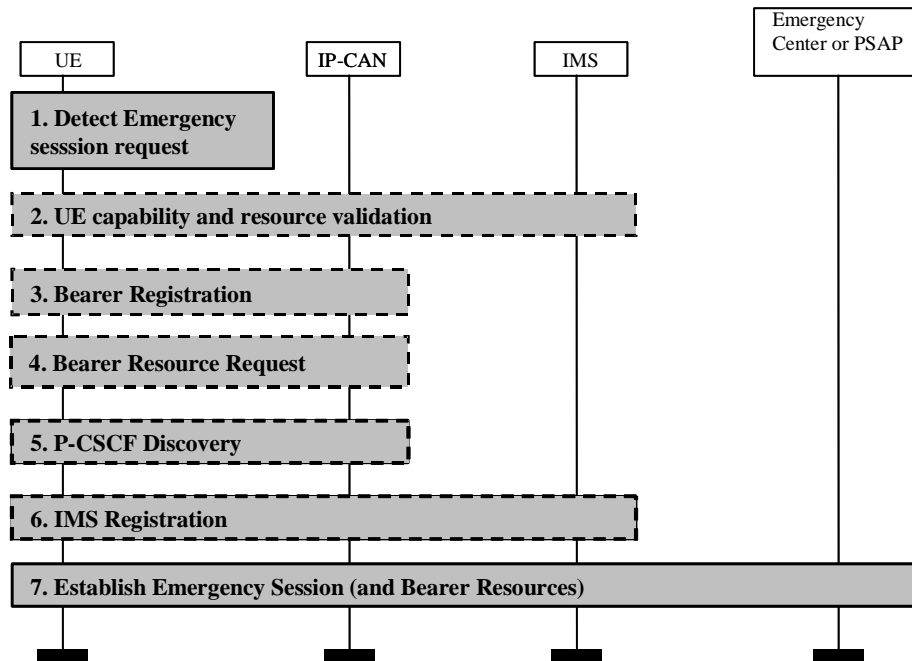 Emergency
Center or PSAP
UE
IP-CAN
IMS
1. Detect Emergency
sesssion request
2. UE capability and resource validation
3. Bearer Registration
4. Bearer Resource Request
5. P-CSCF Discovery
6. IMS Registration
7. Establish Emergency Session (and Bearer Resources)